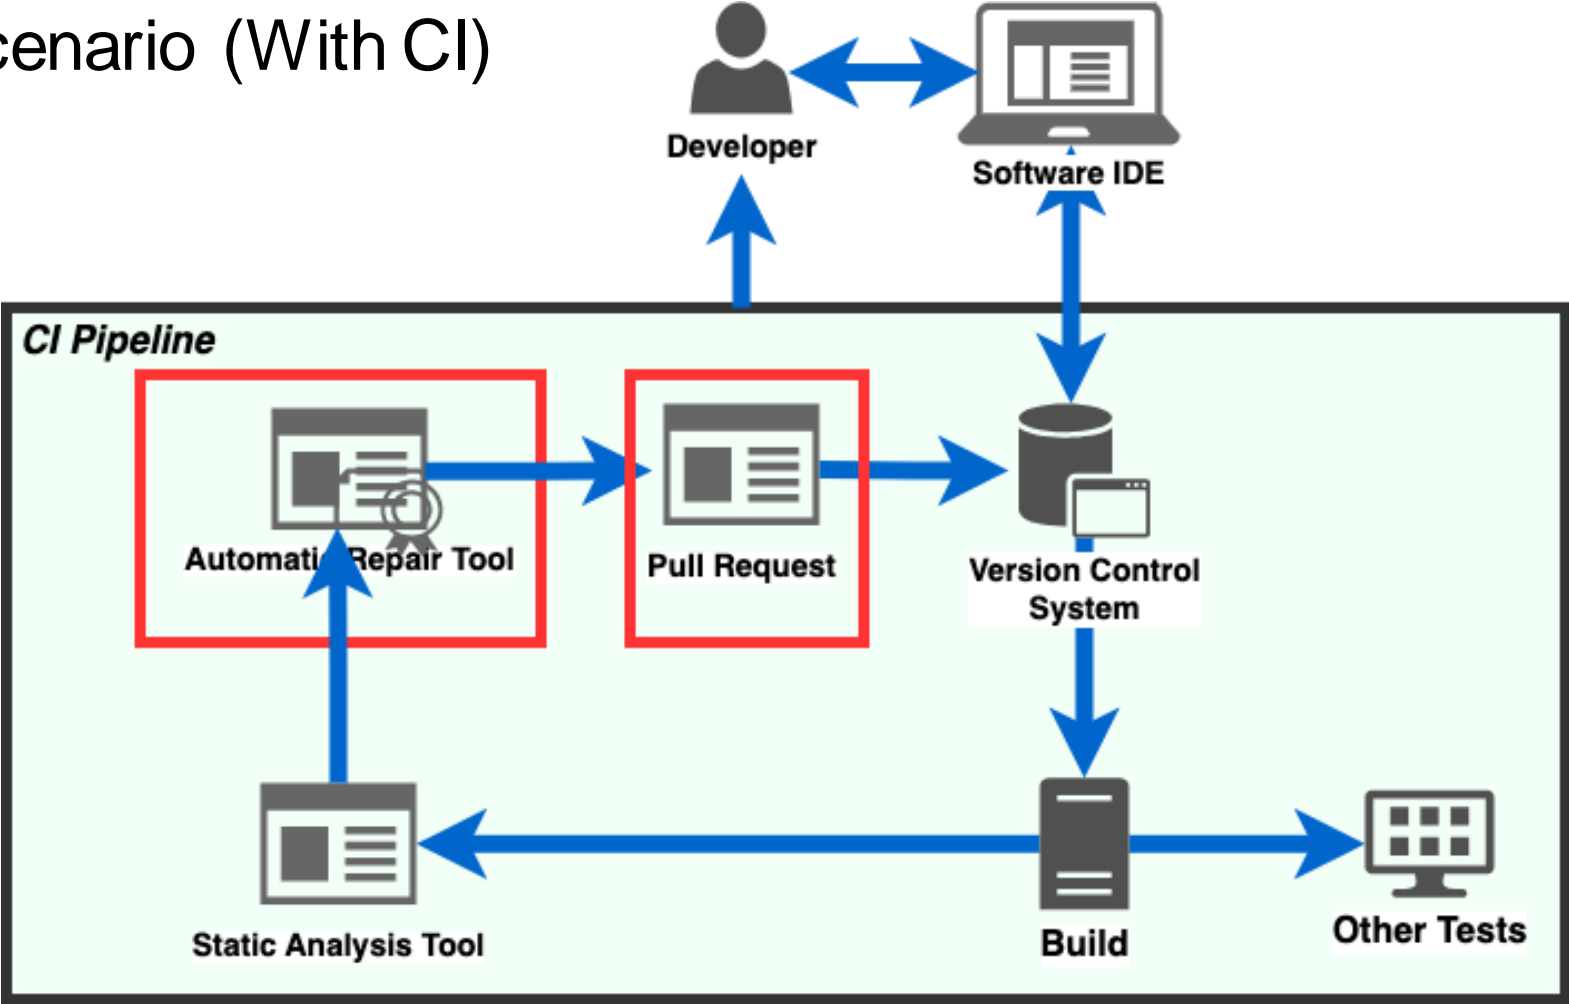 cenario (With CI)
Developer
Software IDE
CI Pipeline
Automatic Repair Tool
Pull Request
Version Control
System
Static Analysis Tool
Build
Other Tests